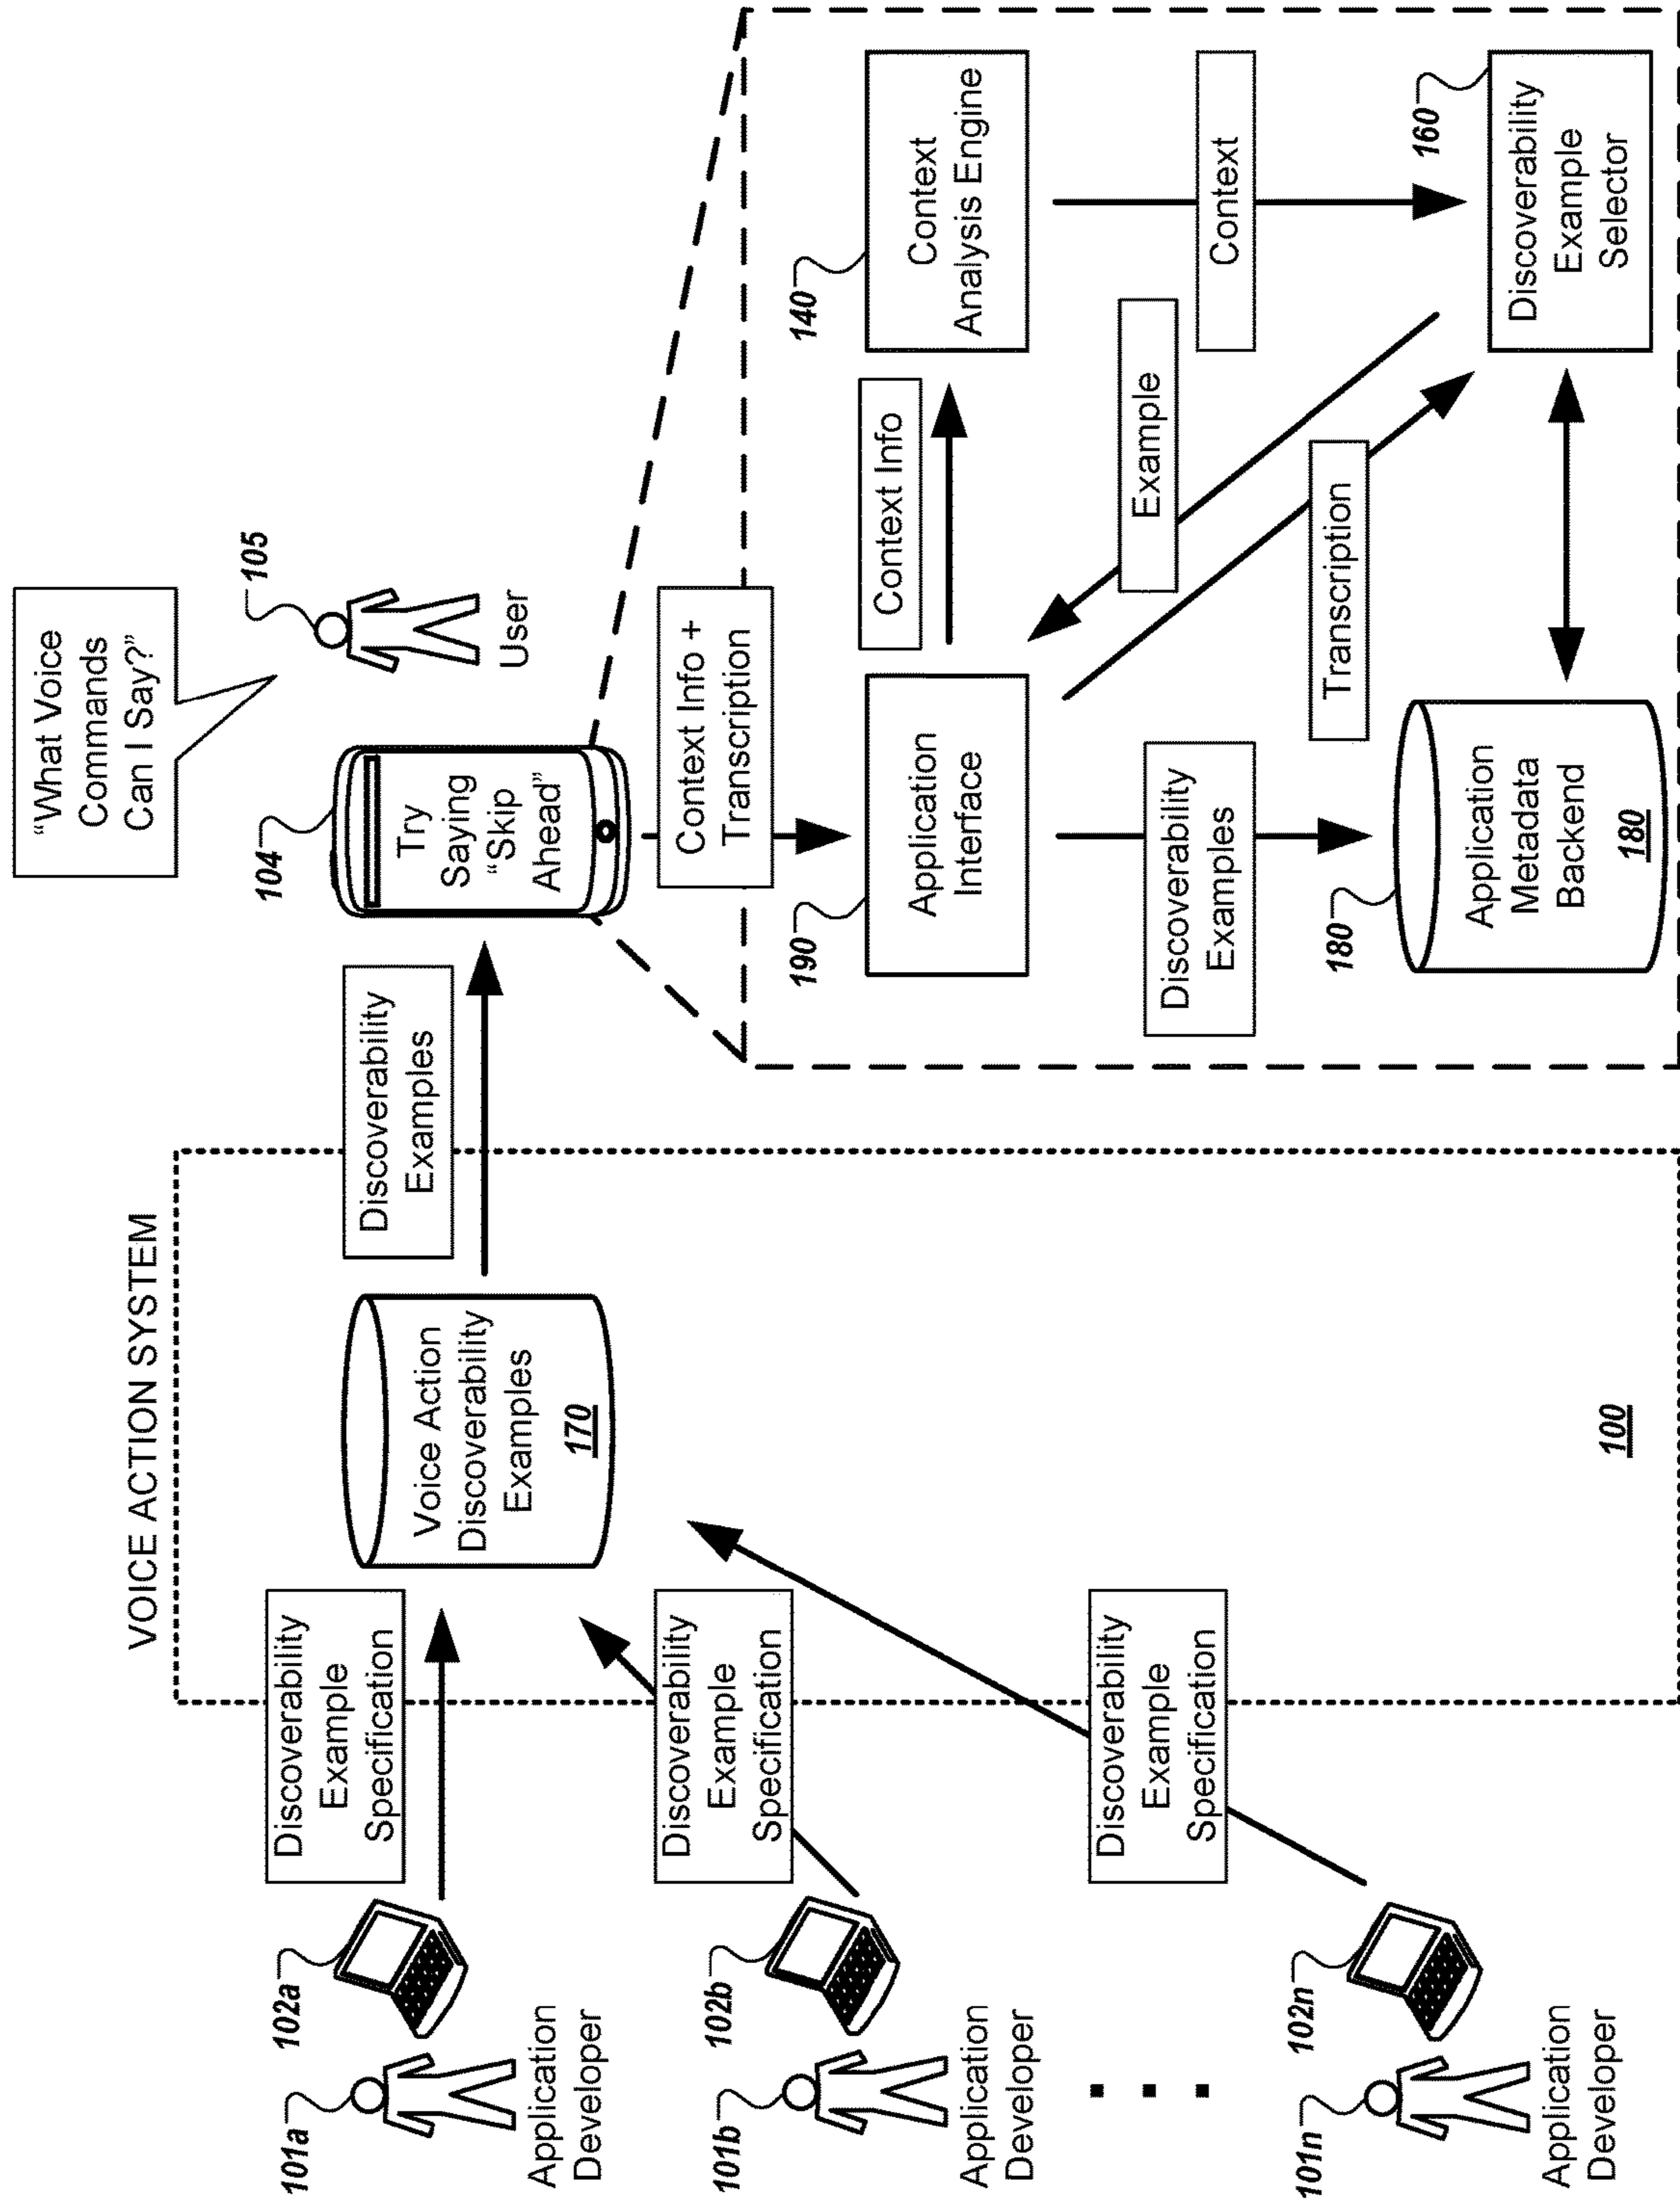 VOICE ACTION SYSTEM
101a
102a
Application
Developer
Discoverability
Example
Specification
101b
102b
Application
Developer
Discoverability
Example
Specification
101n
102n
Application
Developer
Discoverability
Example
Specification
Voice Action
Discoverability
Examples
170
100
Discoverability
Examples
104
Try
Saying
“Skip
Ahead”
“What Voice
Commands
Can I Say?”
105
User
Context Info +
Transcription
190
Application
Interface
Context Info
140
Context
Analysis Engine
Discoverability
Examples
Example
Transcription
Context
180
Application
Metadata
Backend
180
160
Discoverability
Example
Selector